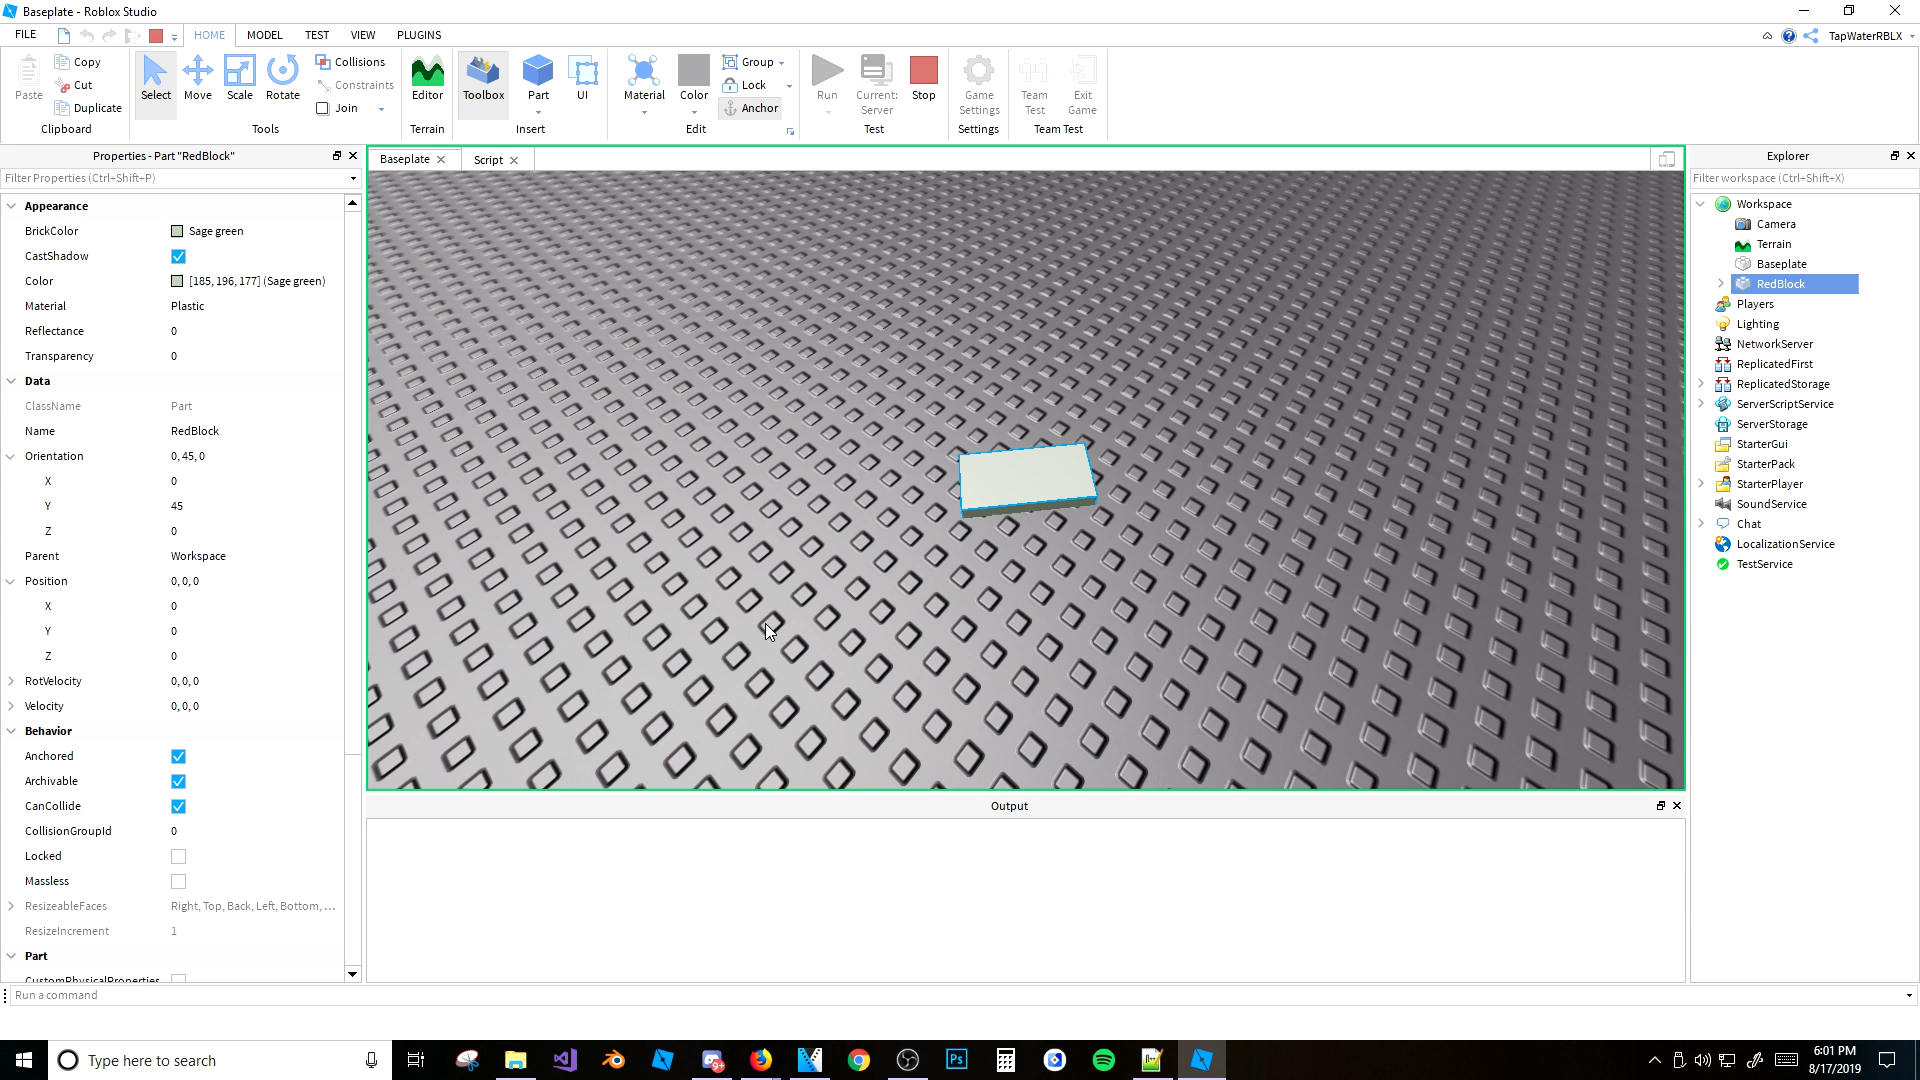 Baseplate - Roblox Studio
FILE
HOME
MODEL
TEST
VIEW
PLUGINS
TapWaterRBLX
Paste
Copy
Cut
Duplicate
Clipboard
Select
Move
Scale
Rotate
Collisions
Constraints
Join
Tools
Editor
Terrain
Toolbox
Part
UI
Insert
Material
Color
Group
Lock
Anchor
Edit
Run
Current:
Server
Stop
Test
Game
Settings
Settings
Team
Test
Exit
Game
Team Test
Properties - Part "RedBlock"
Filter Properties (Ctrl+Shift+P)
Appearance
BrickColor Sage green
CastShadow
Color [185, 196, 177] (Sage green)
Material Plastic
Reflectance 0
Transparency 0
Data
ClassName Part
Name RedBlock
Orientation 0, 45, 0
X 0
Y 45
Z 0
Parent Workspace
Position 0, 0, 0
X 0
Y 0
Z 0
RotVelocity 0, 0, 0
Velocity 0, 0, 0
Behavior
Anchored
Archivable
CanCollide
CollisionGroupId 0
Locked
Massless
ResizeableFaces Right, Top, Back, Left, Bottom, ...
ResizeIncrement 1
Part
CustomPhysicalProperties
Baseplate
Script
Output
Explorer
Filter workspace (Ctrl+Shift+X)
Workspace
Camera
Terrain
Baseplate
RedBlock
Players
Lighting
NetworkServer
ReplicatedFirst
ReplicatedStorage
ServerScriptService
ServerStorage
StarterGui
StarterPack
StarterPlayer
SoundService
Chat
LocalizationService
TestService
Run a command
Type here to search
9+
Ps
6:01 PM
8/17/2019